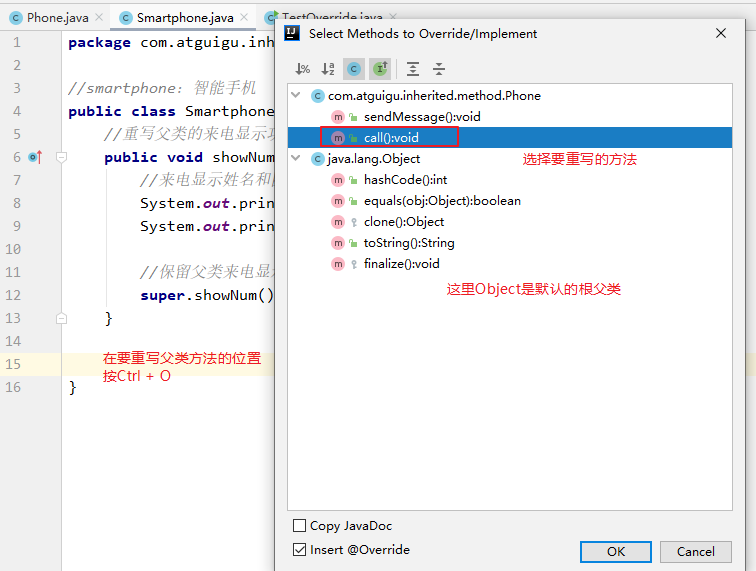 Phone.java
Smartphone.java
TestOverride.java
Select Methods to Override/Implement
1 package com.atguigu.inh
2
3 //smartphone：智能手机
4 public class Smartphone
5 //重写父类的来电显示
6 public void showNum
7 //来电显示姓名和
8 System.out.prin
9 System.out.prin
10
11 //保留父类来电显
12 super.showNum()
13 }
14
15
16 }
在要重写父类方法的位置
按Ctrl + O
com.atguigu.inherited.method.Phone
sendMessage():void
call():void
java.lang.Object
选择要重写的方法
hashCode():int
equals(obj:Object):boolean
clone():Object
toString():String
finalize():void
这里Object是默认的根父类
Copy JavaDoc
Insert @Override
OK
Cancel